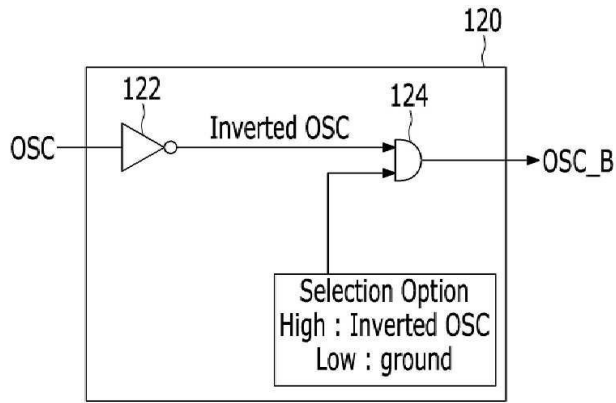 120
122
124
Inverted OSC
OSC
OSC_B
Selection Option
High : Inverted OSC
Low : ground